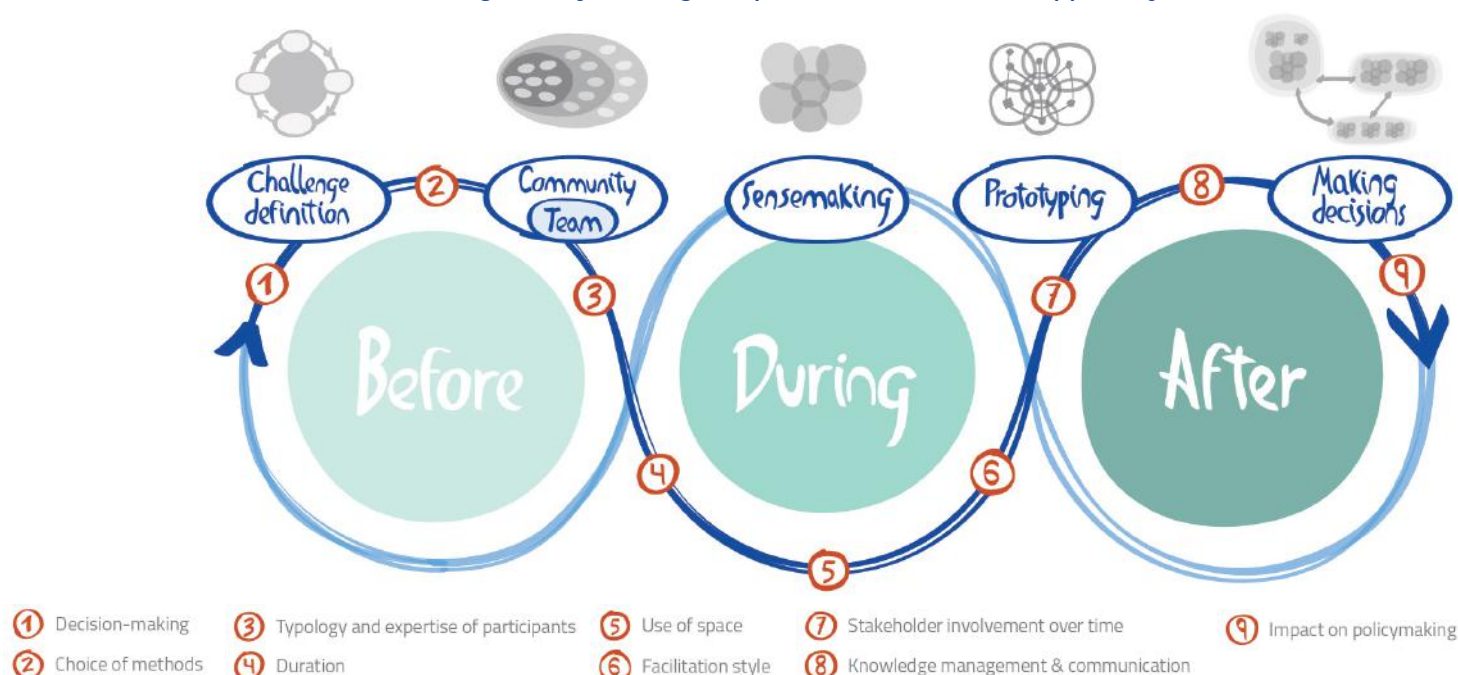 Challenge
definition
2
Community
Team
Sensemaking
Prototyping
8
Making
decisions
1
3
7
9
Before
During
After
4
6
5
1 Decision-making
2 Choice of methods
3 Typology and expertise of participants
4 Duration
5 Use of space
6 Facilitation style
7 Stakeholder involvement over time
8 Knowledge management & communication
9 Impact on policymaking